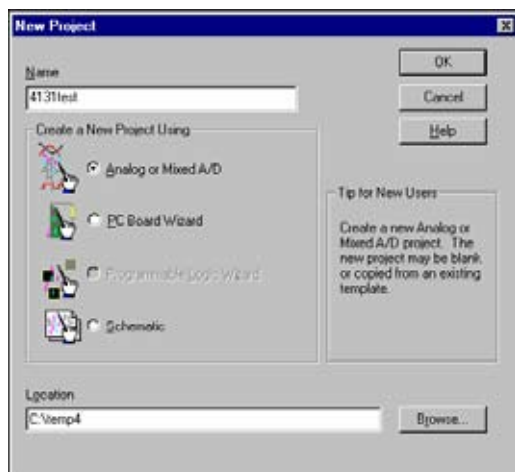 New Project
Name
4131test
OK
Cancel
Help
Create a New Project Using
Analog or Mixed A/D
PC Board Wizard
Programmable Logic Wizard
Schematic
Tip for New Users
Create a new Analog or
Mixed A/D project. The
new project may be blank
or copied from an existing
template.
Location
C:\temp4
Browse...